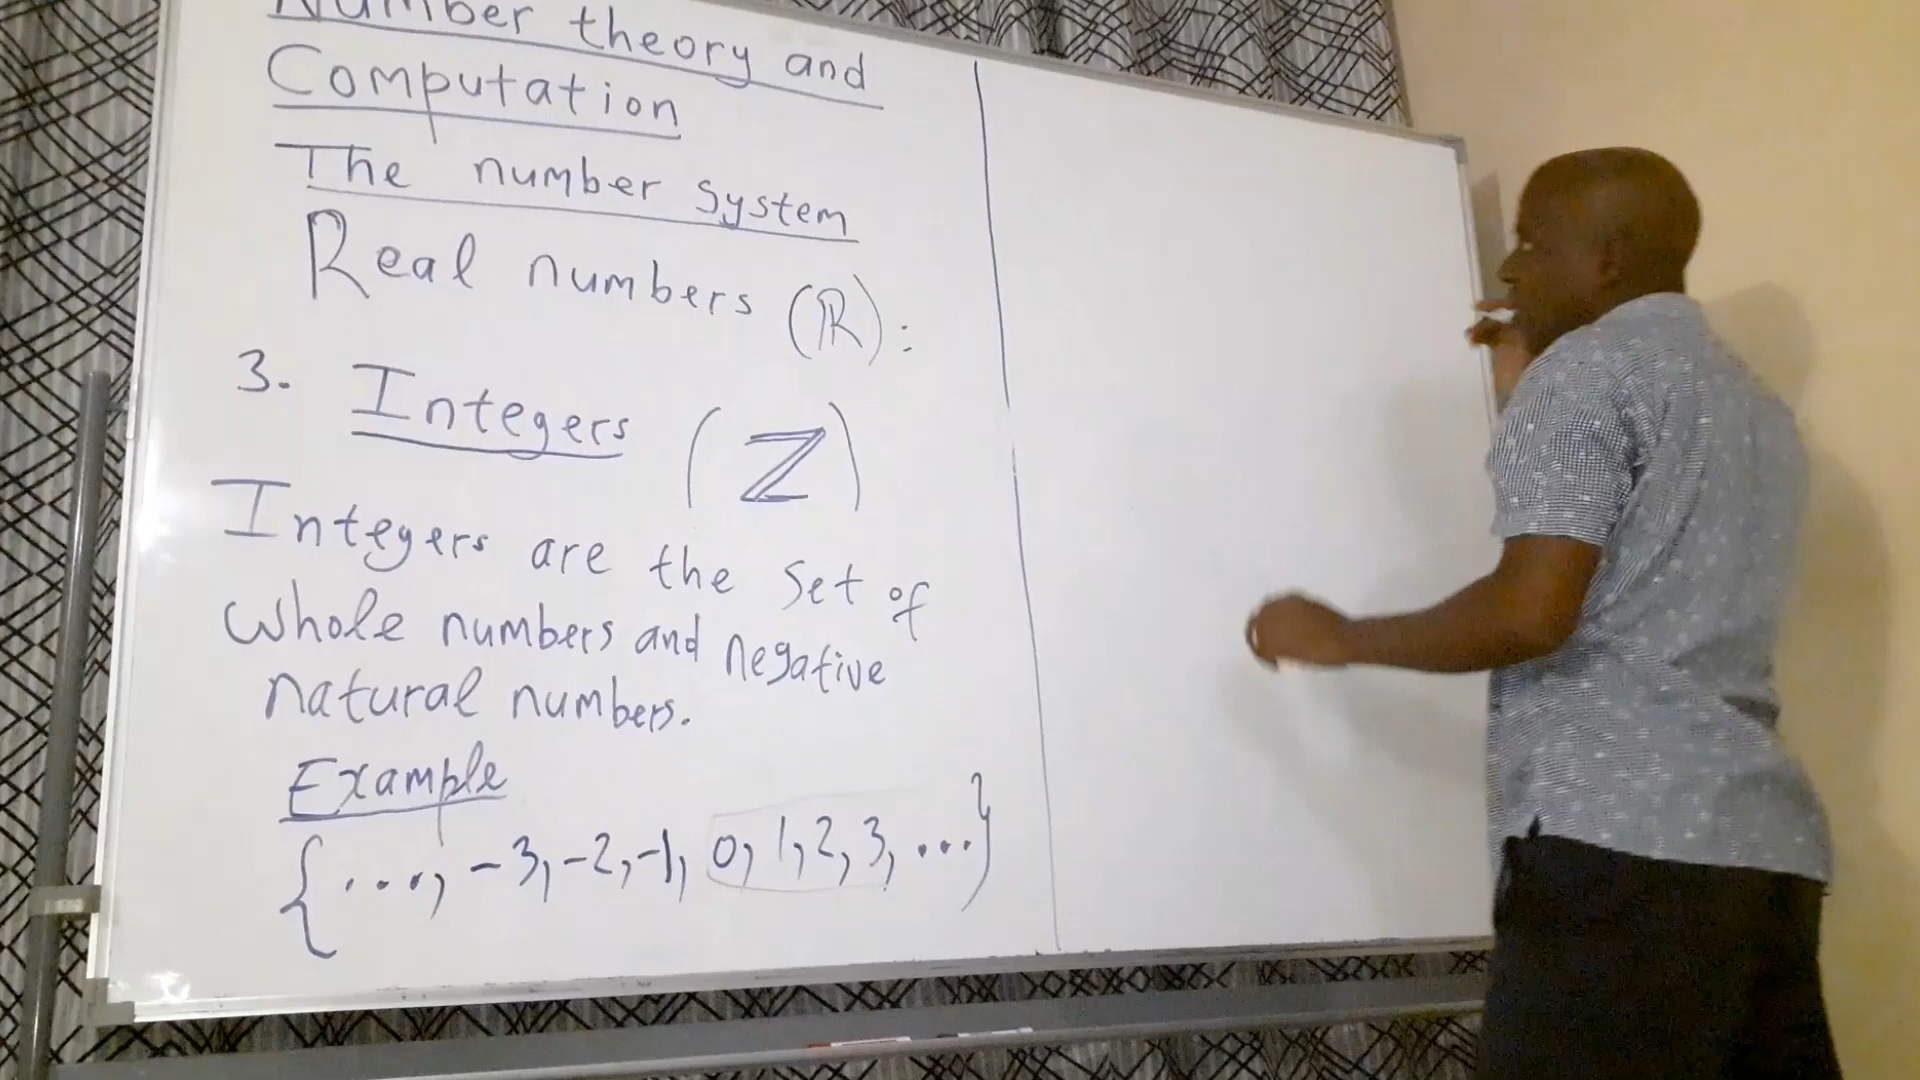 Number theory and
Computation
The number System
Real numbers (ℝ):
3. Integers (ℤ)
Integers are the set of
whole numbers and negative
natural numbers.
Example
{..., -3, -2, -1, 0, 1, 2, 3, ...}